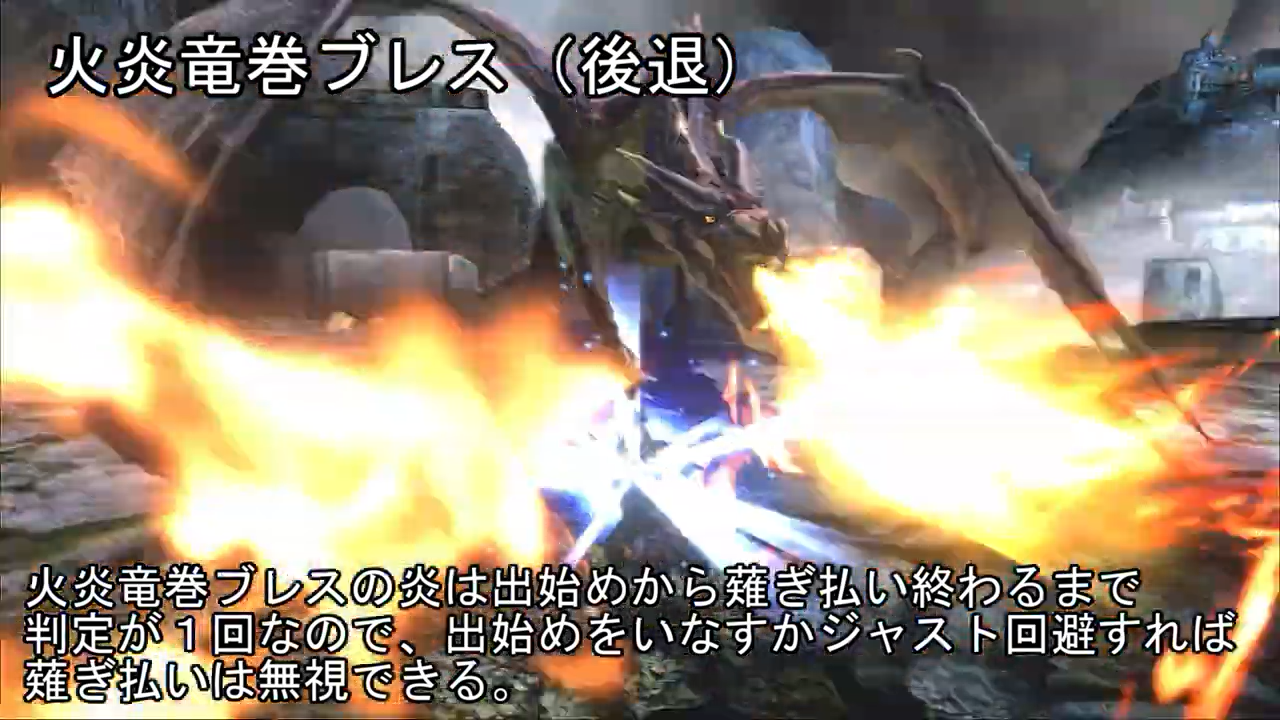 火炎竜巻ブレス（後退）
火炎竜巻ブレスの炎は出始めから薙ぎ払い終わるまで
判定が１回なので、出始めをいなすかジャスト回避すれば
薙ぎ払いは無視できる。